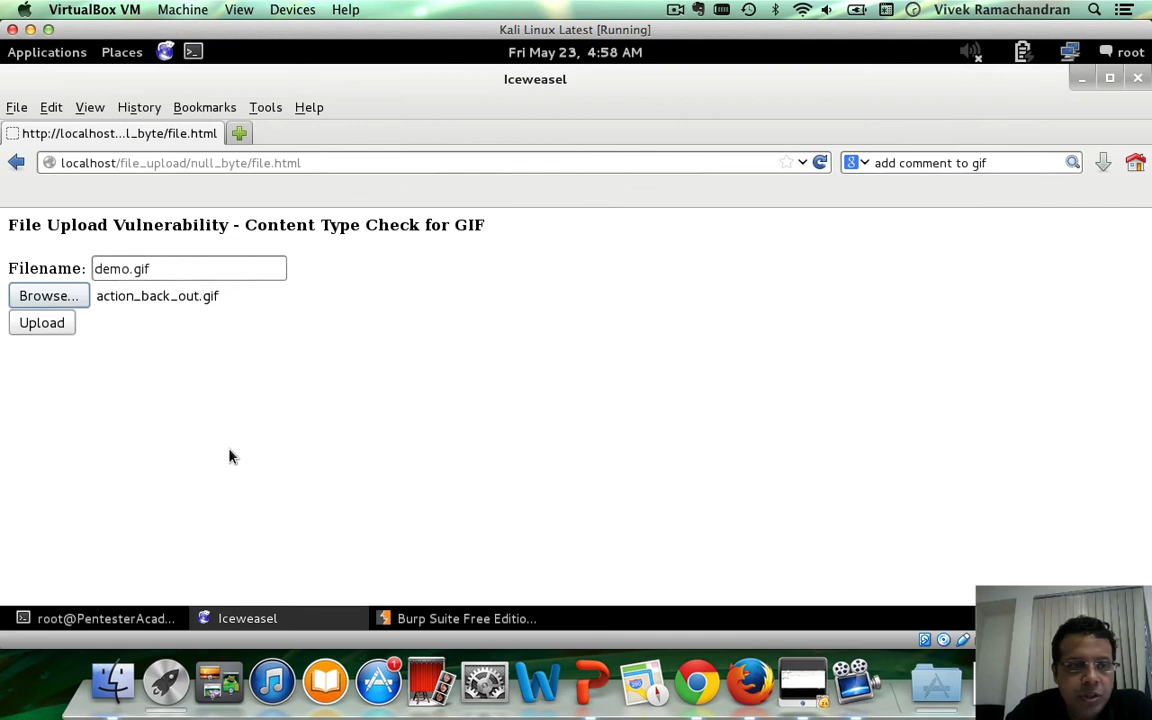 VirtualBox VM Machine View Devices Help Vivek Ramachandran
Kali Linux Latest [Running]
Applications Places Fri May 23, 4:58 AM root
Iceweasel
File Edit View History Bookmarks Tools Help
http://localhost...l_byte/file.html
localhost/file_upload/null_byte/file.html add comment to gif
File Upload Vulnerability - Content Type Check for GIF
Filename: demo.gif
Browse... action_back_out.gif
Upload
root@PentesterAcad... Iceweasel Burp Suite Free Editio...